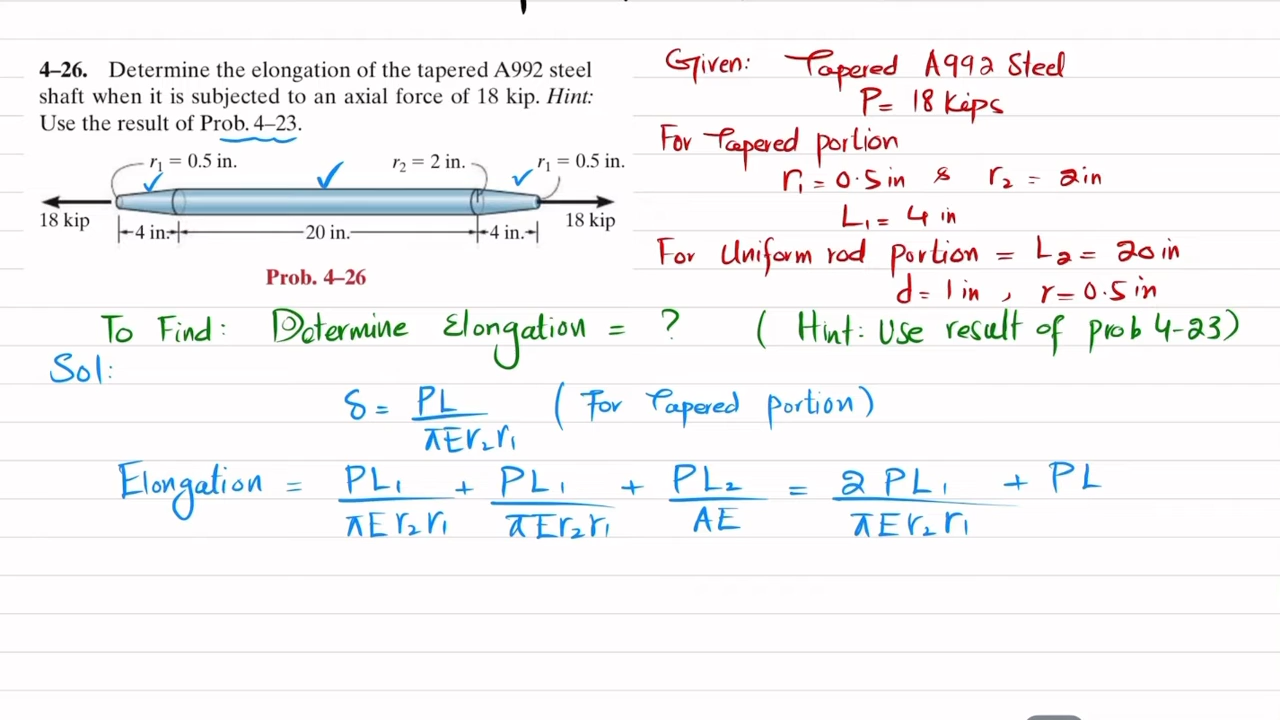 4–26. Determine the elongation of the tapered A992 steel
shaft when it is subjected to an axial force of 18 kip. Hint:
Use the result of Prob. 4–23.
r₁ = 0.5 in.
r₂ = 2 in.
r₁ = 0.5 in.
18 kip
18 kip
4 in.
20 in.
4 in.
Prob. 4–26
Given: Tapered A992 Steel
P= 18 Kips
For Tapered portion
r₁ = 0.5 in & r₂ = 2in
L₁ = 4 in
For Uniform rod portion = L₂ = 20 in
d = 1 in , r = 0.5 in
To Find: Determine Elongation = ? ( Hint: Use result of prob 4-23)
Sol:
δ = PL / πEr₂r₁ ( For Tapered portion)
Elongation = PL₁ / πEr₂r₁ + PL₁ / πEr₂r₁ + PL₂ / AE = 2PL₁ / πEr₂r₁ + PL